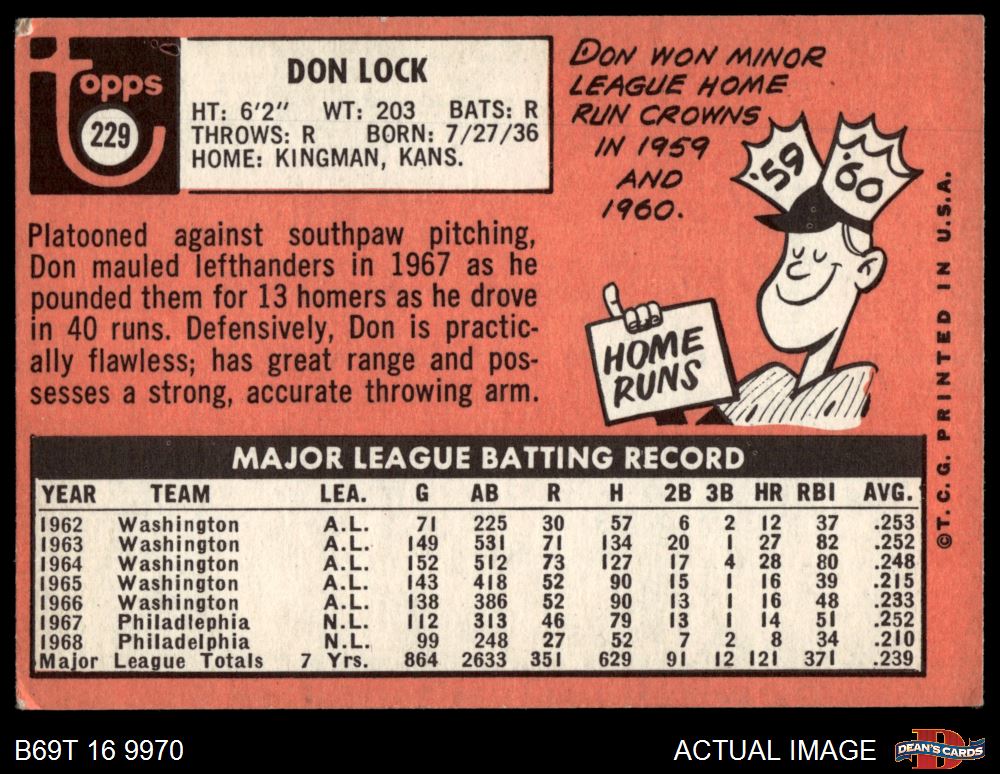 Topps
229
DON LOCK
HT: 6'2" WT: 203 BATS: R
THROWS: R BORN: 7/27/36
HOME: KINGMAN, KANS.
DON WON MINOR
LEAGUE HOME
RUN CROWNS
IN 1959
AND
1960.
'59 '60
HOME
RUNS
Platooned against southpaw pitching,
Don mauled lefthanders in 1967 as he
pounded them for 13 homers as he drove
in 40 runs. Defensively, Don is practic-
ally flawless; has great range and pos-
sesses a strong, accurate throwing arm.
©T. C. G. PRINTED IN U.S.A.
MAJOR LEAGUE BATTING RECORD
YEAR TEAM LEA. G AB R H 2B 3B HR RBI AVG.
1962 Washington A.L. 71 225 30 57 6 2 12 37 .253
1963 Washington A.L. 149 531 71 134 20 1 27 82 .252
1964 Washington A.L. 152 512 73 127 17 4 28 80 .248
1965 Washington A.L. 143 418 52 90 15 1 16 39 .215
1966 Washington A.L. 138 386 52 90 13 1 16 48 .233
1967 Philadlephia N.L. 112 313 46 79 13 1 14 51 .252
1968 Philadelphia N.L. 99 248 27 52 7 2 8 34 .210
Major League Totals 7 Yrs. 864 2633 351 629 91 12 121 371 .239
B69T 16 9970
ACTUAL IMAGE
DEAN'S CARDS